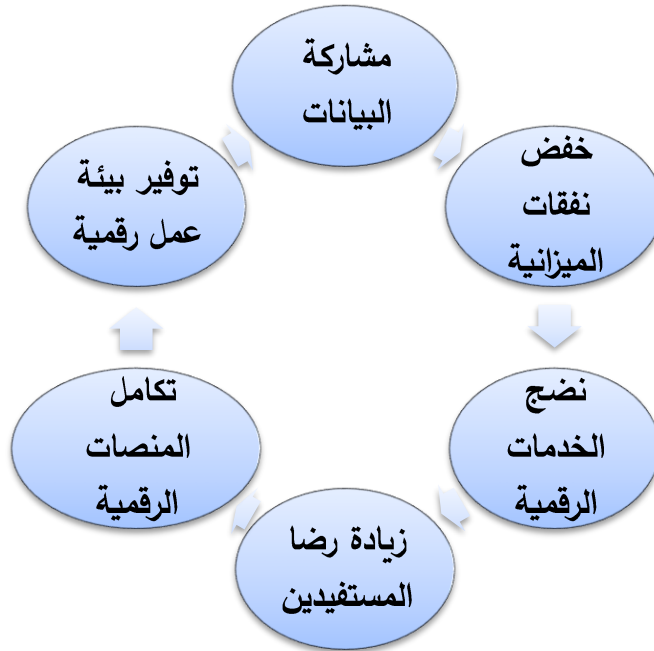 مشاركة
البيانات
خفض
نفقات
الميزانية
نضج
الخدمات
الرقمية
زيادة رضا
المستفيدين
تكامل
المنصات
الرقمية
توفير بيئة
عمل رقمية